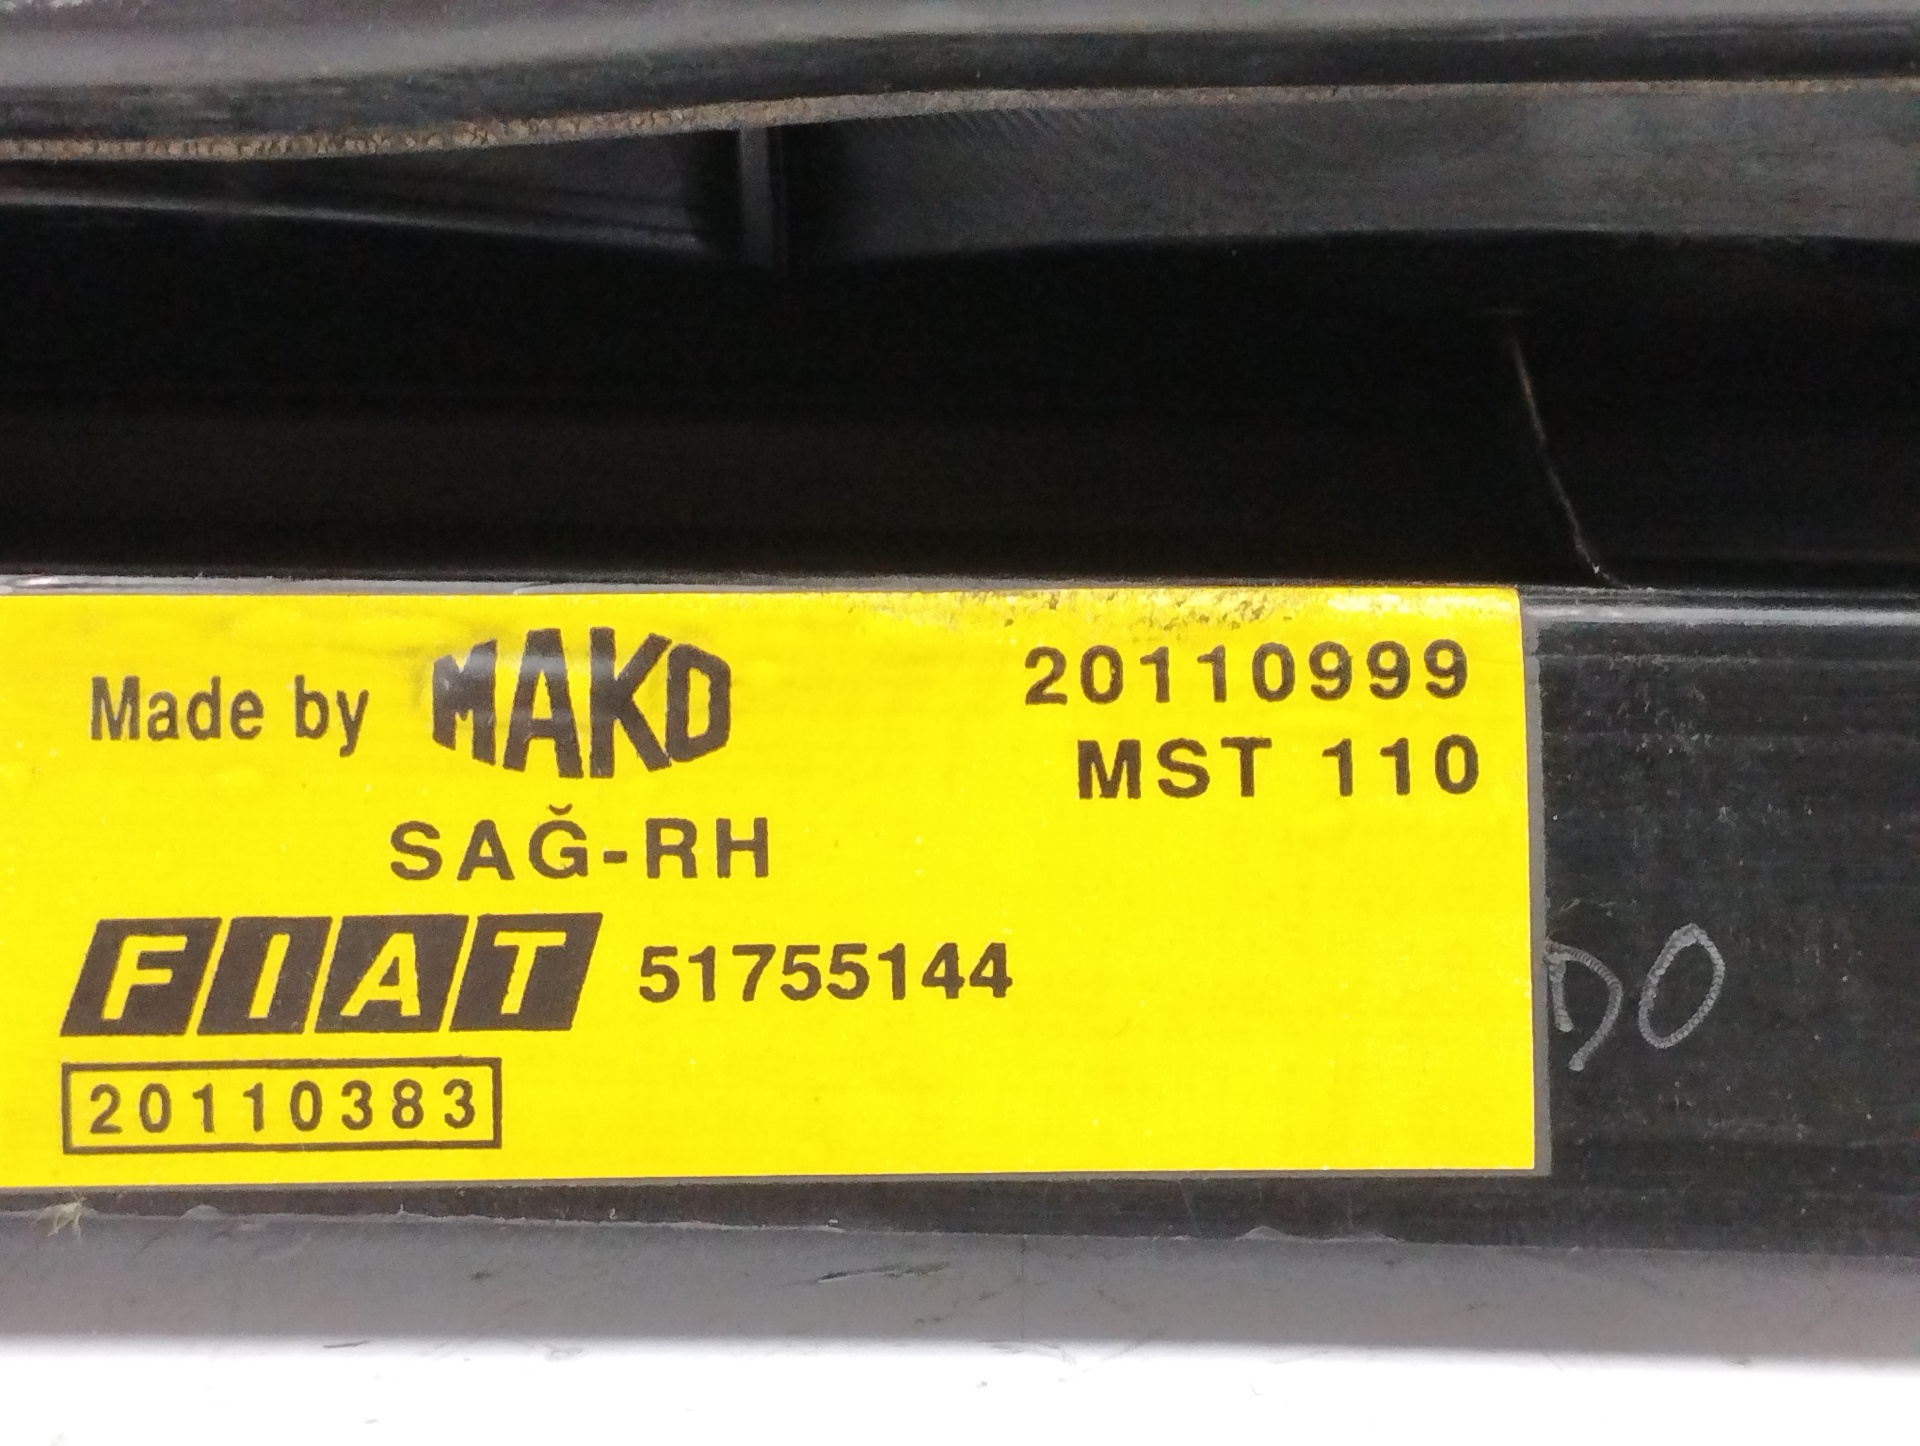 Made by MAKO
20110999
MST 110
SAĞ-RH
FIAT 51755144
20110383